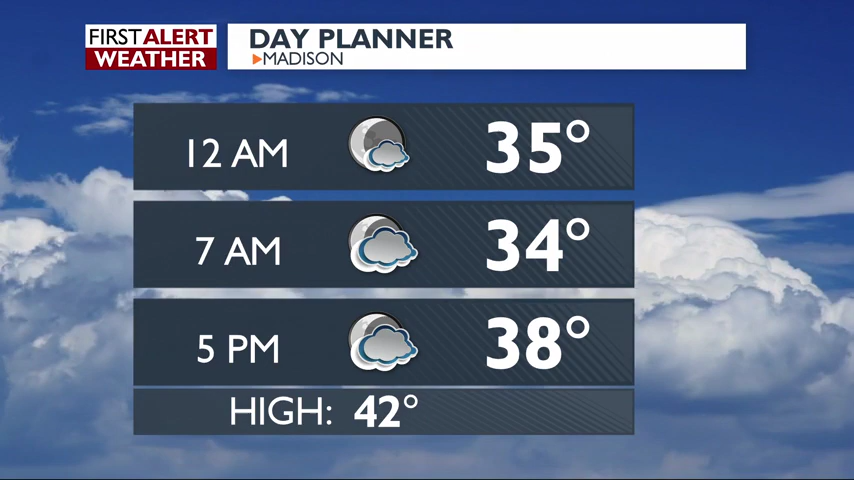 FIRST ALERT
WEATHER
DAY PLANNER
MADISON
12 AM 35°
7 AM 34°
5 PM 38°
HIGH: 42°